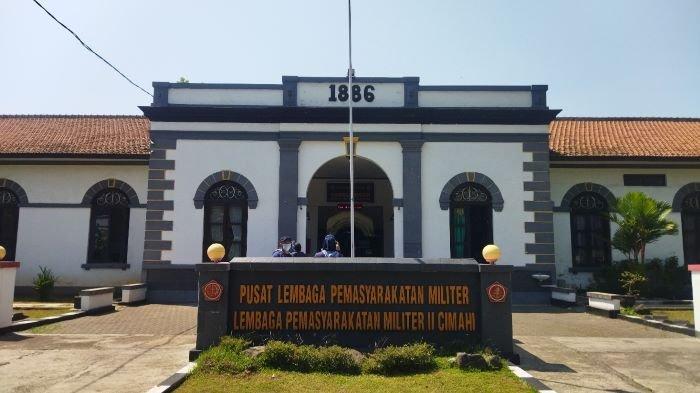 1886
PUSAT LEMBAGA PEMASYARAKATAN MILITER
LEMBAGA PEMASYARAKATAN MILITER II CIMAHI